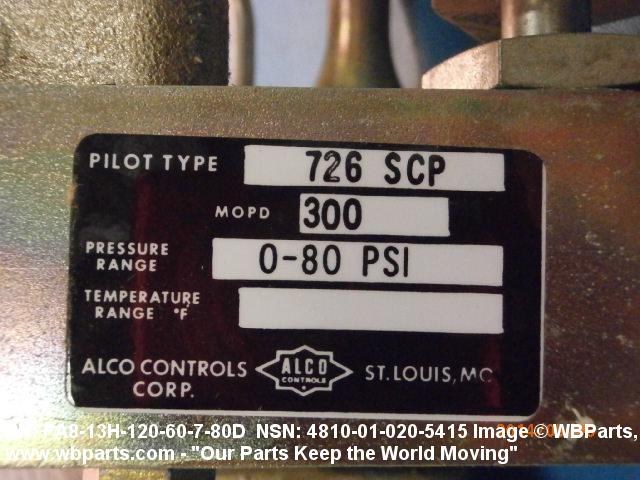 PILOT TYPE 726 SCP
MOPD 300
PRESSURE RANGE 0-80 PSI
TEMPERATURE RANGE °F
ALCO CONTROLS CORP.
ALCO CONTROLS
ST. LOUIS, MO
PA8-13H-120-60-7-80D NSN: 4810-01-020-5415 Image © WBParts,
www.wbparts.com - "Our Parts Keep the World Moving"